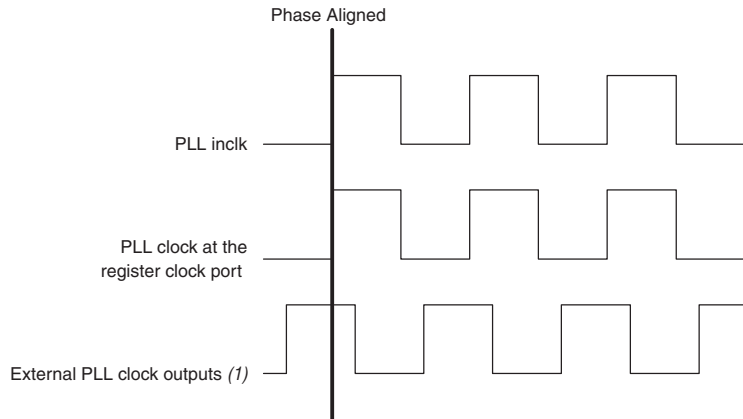 Phase Aligned
PLL inclk
PLL clock at the
register clock port
External PLL clock outputs (1)